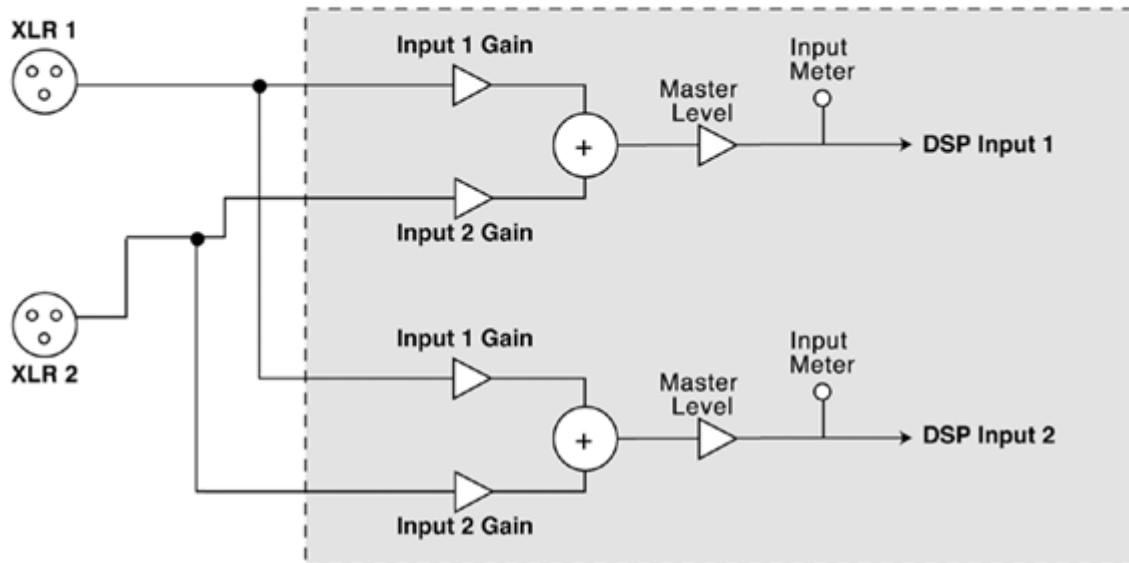 XLR 1
Input 1 Gain
Input
Meter
Master
Level
+
DSP Input 1
Input 2 Gain
XLR 2
Input 1 Gain
Input
Meter
Master
Level
+
DSP Input 2
Input 2 Gain